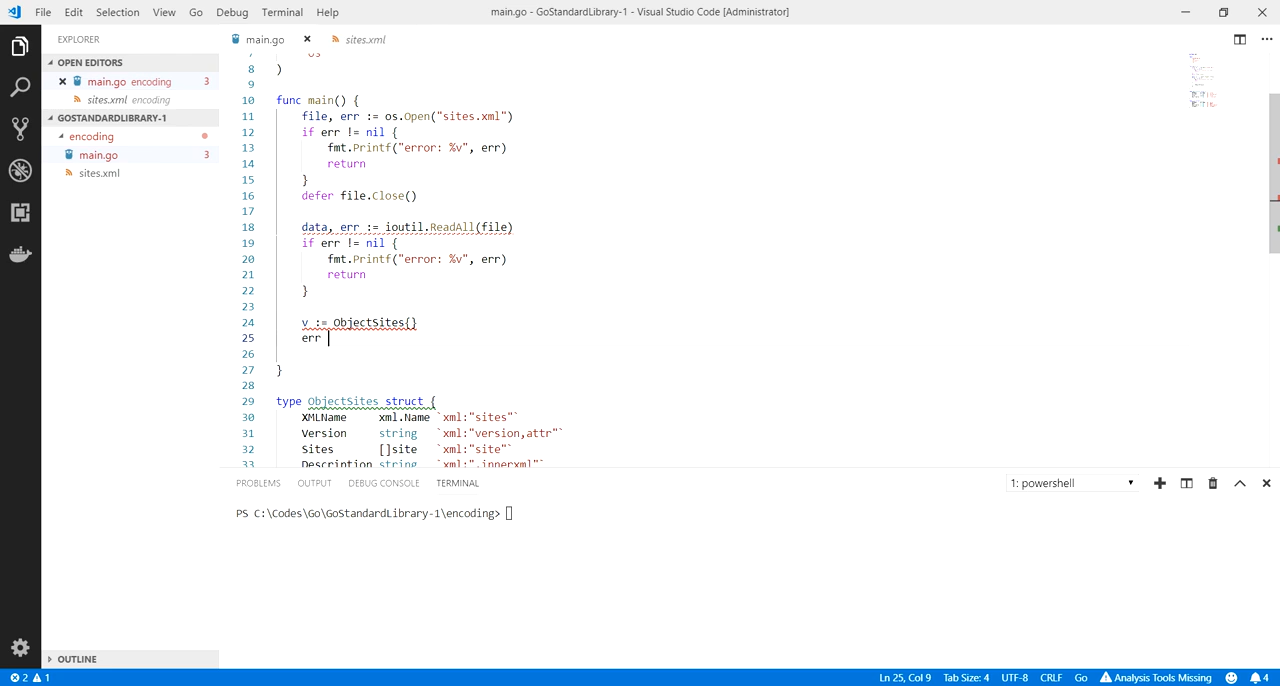 File Edit Selection View Go Debug Terminal Help
main.go - GoStandardLibrary-1 - Visual Studio Code [Administrator]
EXPLORER
OPEN EDITORS
main.go encoding 3
sites.xml encoding
GOSTANDARDLIBRARY-1
encoding
main.go 3
sites.xml
OUTLINE
main.go
sites.xml
7 "os"
8 )
9
10 func main() {
11 file, err := os.Open("sites.xml")
12 if err != nil {
13 fmt.Printf("error: %v", err)
14 return
15 }
16 defer file.Close()
17
18 data, err := ioutil.ReadAll(file)
19 if err != nil {
20 fmt.Printf("error: %v", err)
21 return
22 }
23
24 v := ObjectSites{}
25 err
26
27 }
28
29 type ObjectSites struct {
30 XMLName xml.Name `xml:"sites"`
31 Version string `xml:"version,attr"`
32 Sites []site `xml:"site"`
33 Description string `xml:",innerxml"`
PROBLEMS OUTPUT DEBUG CONSOLE TERMINAL
1: powershell
PS C:\Codes\Go\GoStandardLibrary-1\encoding>
2 1 Ln 25, Col 9 Tab Size: 4 UTF-8 CRLF Go Analysis Tools Missing 4